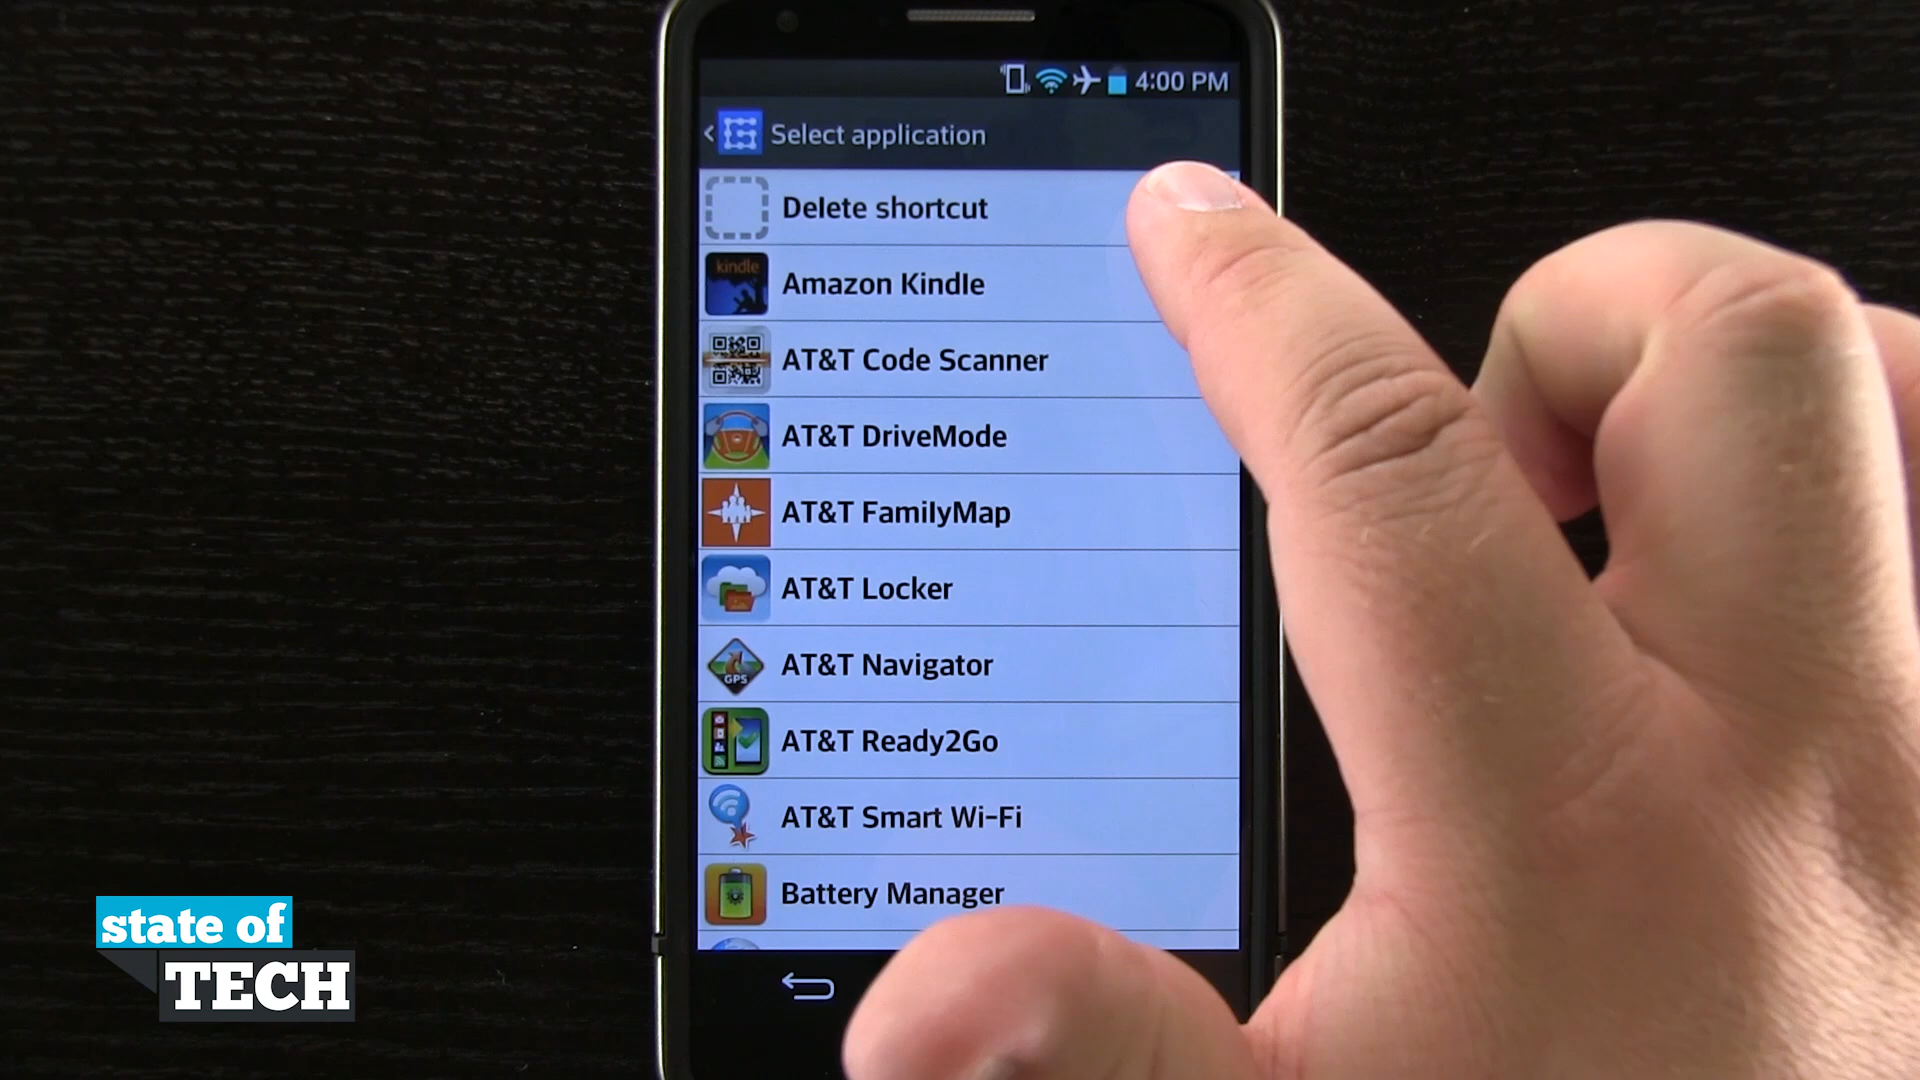 4:00 PM
Select application
Delete shortcut
kindle
Amazon Kindle
AT&T Code Scanner
AT&T DriveMode
AT&T FamilyMap
AT&T Locker
GPS
AT&T Navigator
AT&T Ready2Go
AT&T Smart Wi-Fi
Battery Manager
state of
TECH